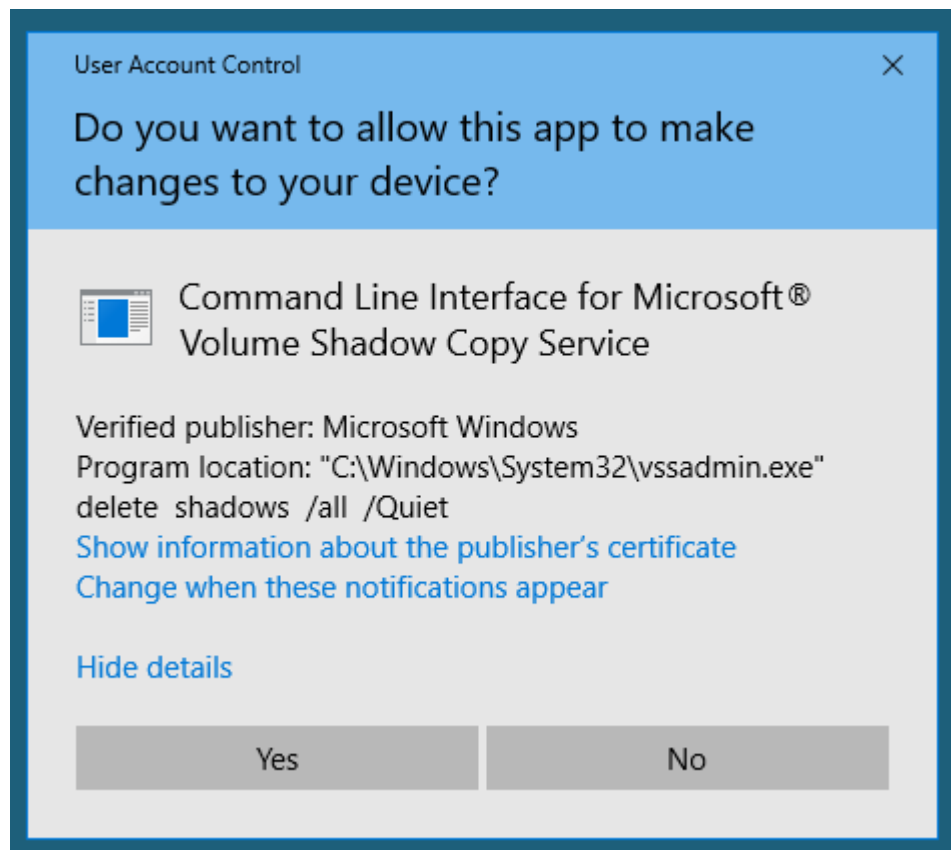 User Account Control
Do you want to allow this app to make
changes to your device?
Command Line Interface for Microsoft®
Volume Shadow Copy Service
Verified publisher: Microsoft Windows
Program location: "C:\Windows\System32\vssadmin.exe"
delete  shadows  /all  /Quiet
Show information about the publisher's certificate
Change when these notifications appear
Hide details
Yes
No